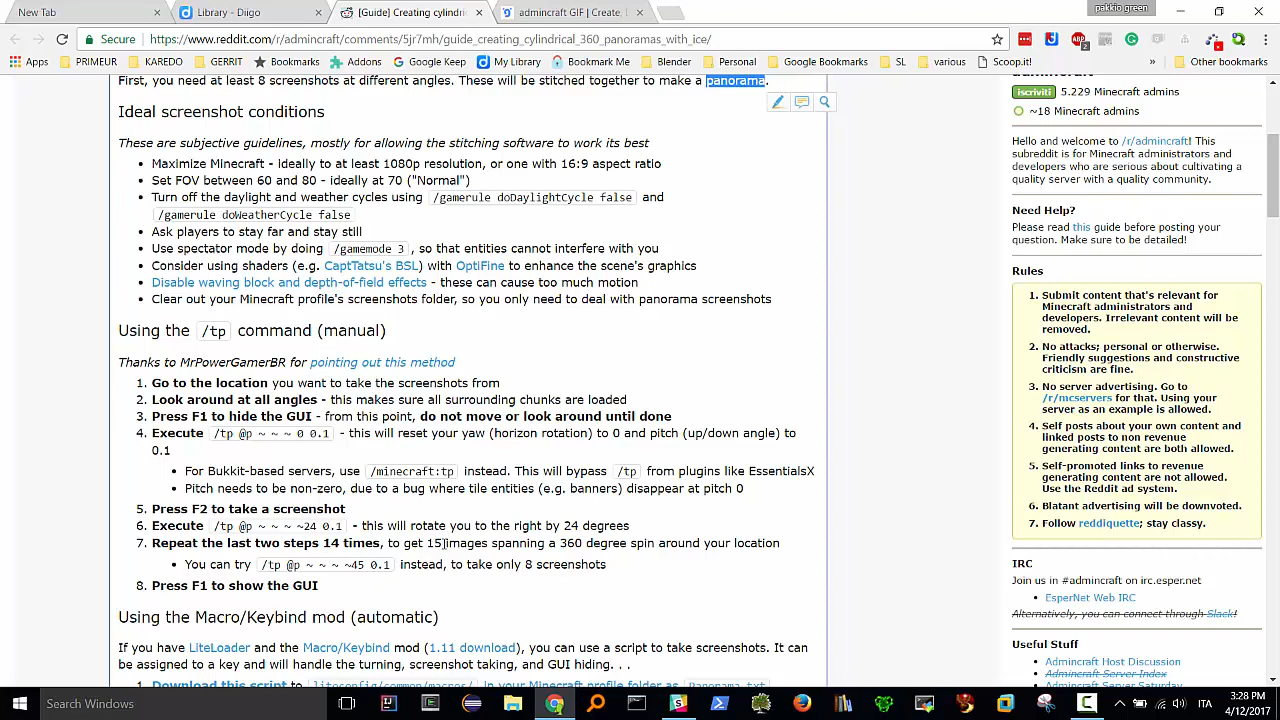 New Tab
Library - Diigo
[Guide] Creating cylindri
admincraft GIF | Create,
pakkio green
Secure
https://www.reddit.com/r/admincraft/comments/5jr7mh/guide_creating_cylindrical_360_panoramas_with_ice/
Apps PRIMEUR KAREDO GERRIT Bookmarks Addons Google Keep My Library Bookmark Me Blender Personal Google Bookmarks SL various Scoop.it! » Other bookmarks
First, you need at least 8 screenshots at different angles. These will be stitched together to make a panorama.
Ideal screenshot conditions
These are subjective guidelines, mostly for allowing the stitching software to work its best
• Maximize Minecraft - ideally to at least 1080p resolution, or one with 16:9 aspect ratio
• Set FOV between 60 and 80 - ideally at 70 ("Normal")
• Turn off the daylight and weather cycles using /gamerule doDaylightCycle false and
/gamerule doWeatherCycle false
• Ask players to stay far and stay still
• Use spectator mode by doing /gamemode 3, so that entities cannot interfere with you
• Consider using shaders (e.g. CaptTatsu's BSL) with OptiFine to enhance the scene's graphics
• Disable waving block and depth-of-field effects - these can cause too much motion
• Clear out your Minecraft profile's screenshots folder, so you only need to deal with panorama screenshots
Using the /tp command (manual)
Thanks to MrPowerGamerBR for pointing out this method
1. Go to the location you want to take the screenshots from
2. Look around at all angles - this makes sure all surrounding chunks are loaded
3. Press F1 to hide the GUI - from this point, do not move or look around until done
4. Execute /tp @p ~ ~ ~ 0 0.1 - this will reset your yaw (horizon rotation) to 0 and pitch (up/down angle) to
0.1
• For Bukkit-based servers, use /minecraft:tp instead. This will bypass /tp from plugins like EssentialsX
• Pitch needs to be non-zero, due to a bug where tile entities (e.g. banners) disappear at pitch 0
5. Press F2 to take a screenshot
6. Execute /tp @p ~ ~ ~ ~24 0.1 - this will rotate you to the right by 24 degrees
7. Repeat the last two steps 14 times, to get 15 images spanning a 360 degree spin around your location
• You can try /tp @p ~ ~ ~ ~45 0.1 instead, to take only 8 screenshots
8. Press F1 to show the GUI
Using the Macro/Keybind mod (automatic)
If you have LiteLoader and the Macro/Keybind mod (1.11 download), you can use a script to take screenshots. It can
be assigned to a key and will handle the turning, screenshot taking, and GUI hiding. . .
1. Download this script to in your Minecraft profile folder as Panorama.txt
admincraft
iscriviti 5.229 Minecraft admins
~18 Minecraft admins
Hello and welcome to /r/admincraft! This
subreddit is for Minecraft administrators and
developers who are serious about cultivating a
quality server with a quality community.
Need Help?
Please read this guide before posting your
question. Make sure to be detailed!
Rules
1. Submit content that's relevant for
Minecraft administrators and
developers. Irrelevant content will be
removed.
2. No attacks; personal or otherwise.
Friendly suggestions and constructive
criticism are fine.
3. No server advertising. Go to
/r/mcservers for that. Using your
server as an example is allowed.
4. Self posts about your own content and
linked posts to non revenue
generating content are both allowed.
5. Self-promoted links to revenue
generating content are not allowed.
Use the Reddit ad system.
6. Blatant advertising will be downvoted.
7. Follow reddiquette; stay classy.
IRC
Join us in #admincraft on irc.esper.net
• EsperNet Web IRC
Alternatively, you can connect through Slack!
Useful Stuff
• Admincraft Host Discussion
• Admincraft Server Index
• Admincraft Server Saturday
Search Windows
3:28 PM
4/12/2017